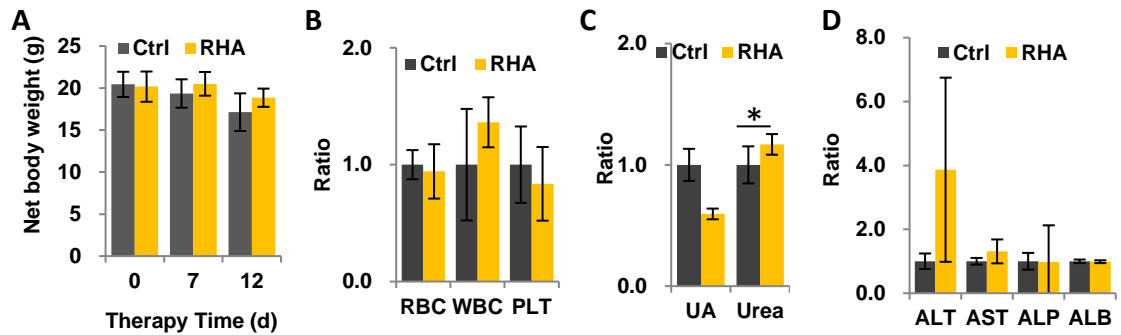 A
Net body weight (g)
25
20
15
10
5
0
Ctrl RHA
0 7 12
Therapy Time (d)
B
Ratio
2.0
1.0
0.0
Ctrl RHA
RBC WBC PLT
C
Ratio
2.0
1.0
0.0
Ctrl RHA
*
UA Urea
D
Ratio
8.0
6.0
4.0
2.0
0.0
Ctrl RHA
ALT AST ALP ALB